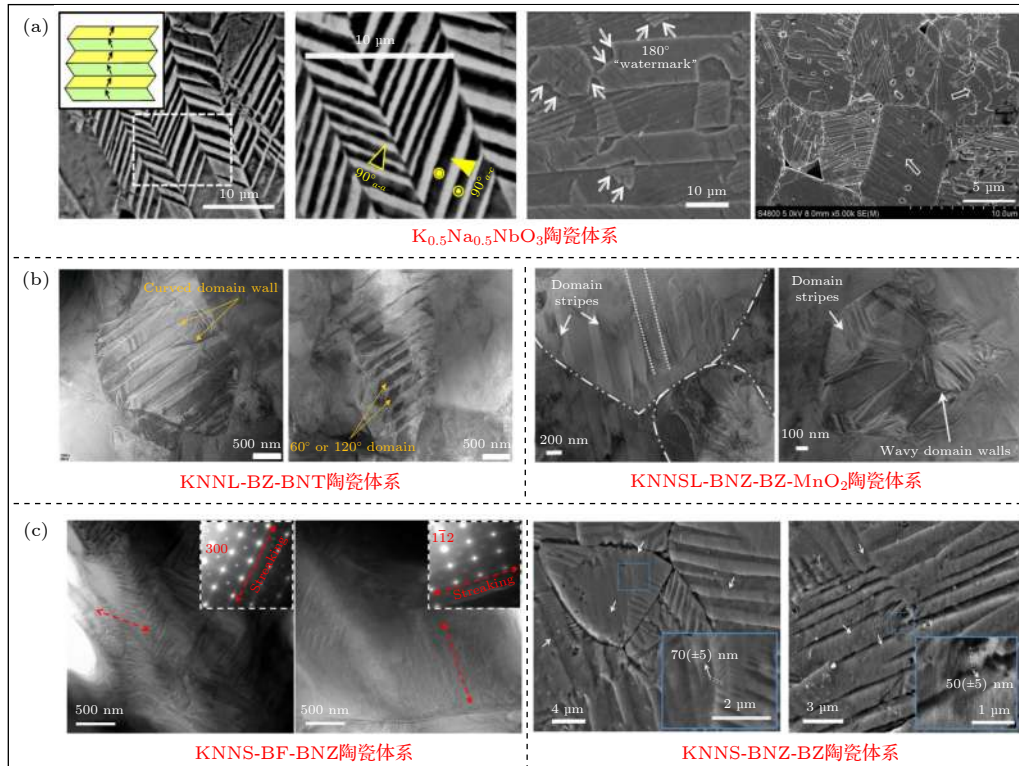 (a)
10 μm
10 μm
90° a-a
90° a-c
180°
“watermark”
10 μm
5 μm
S4800 5.0kV 8.0mm x5.00k SE(M)
10.0um
K0.5Na0.5NbO3陶瓷体系
(b)
Curved domain wall
500 nm
60° or 120° domain
500 nm
KNNL-BZ-BNT陶瓷体系
Domain
stripes
200 nm
Domain
stripes
100 nm
Wavy domain walls
KNNSL-BNZ-BZ-MnO2陶瓷体系
(c)
300
Streaking
500 nm
11̄2
Streaking
500 nm
KNNS-BF-BNZ陶瓷体系
70(±5) nm
4 μm
2 μm
50(±5) nm
3 μm
1 μm
KNNS-BNZ-BZ陶瓷体系